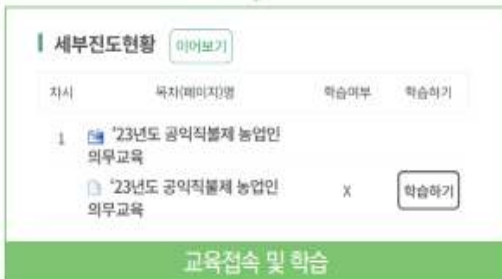 세부진도현황 이어보기
차시 목차(페이지)명 학습여부 학습하기
1 '23년도 공익직불제 농업인
의무교육
'23년도 공익직불제 농업인
의무교육 X 학습하기
교육접속 및 학습